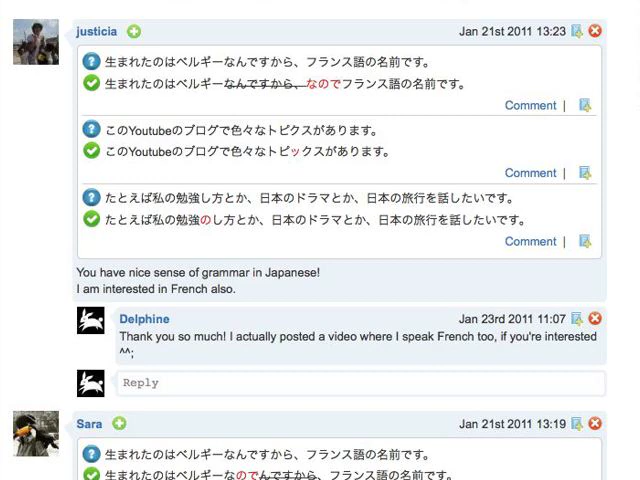 justicia Jan 21st 2011 13:23
生まれたのはベルギーなんですから、フランス語の名前です。
生まれたのはベルギーなんですから、なのでフランス語の名前です。
Comment |
このYoutubeのブログで色々なトピクスがあります。
このYoutubeのブログで色々なトピックスがあります。
Comment |
たとえば私の勉強し方とか、日本のドラマとか、日本の旅行を話したいです。
たとえば私の勉強のし方とか、日本のドラマとか、日本の旅行を話したいです。
Comment |
You have nice sense of grammar in Japanese!
I am interested in French also.
Delphine Jan 23rd 2011 11:07
Thank you so much! I actually posted a video where I speak French too, if you're interested
^^;
Reply
Sara Jan 21st 2011 13:19
生まれたのはベルギーなんですから、フランス語の名前です。
生まれたのはベルギーなのでんですから、フランス語の名前です。